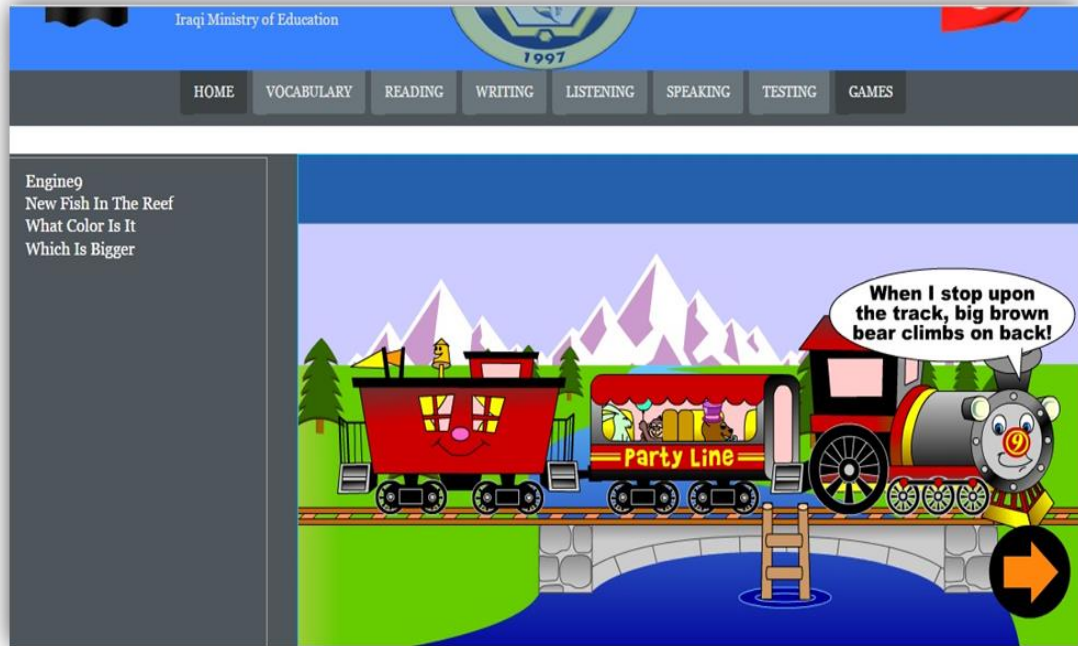 Iraqi Ministry of Education
1997
HOME VOCABULARY READING WRITING LISTENING SPEAKING TESTING GAMES
Engine9
New Fish In The Reef
What Color Is It
Which Is Bigger
When I stop upon
the track, big brown
bear climbs on back!
9
Party Line